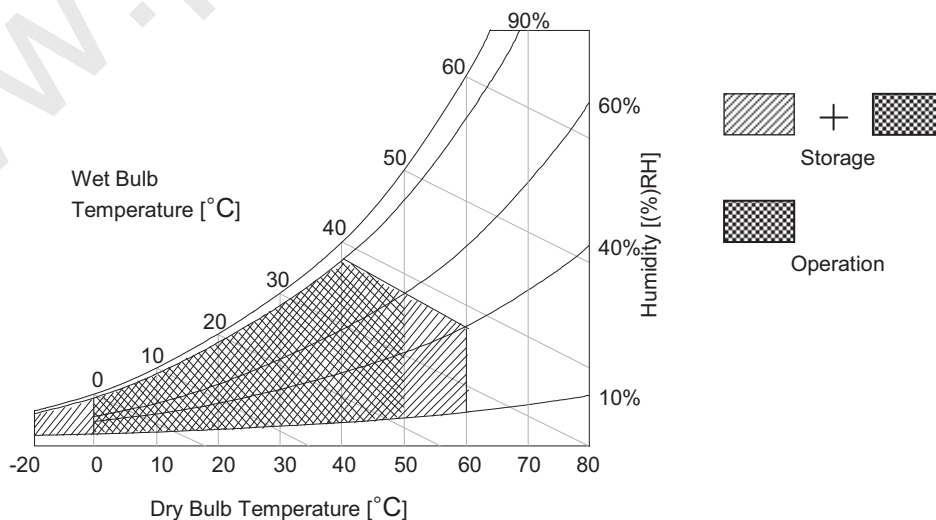 w.
90%
60
60%
50
Wet Bulb
Temperature [°C]
Storage
40
40%
Humidity [(%)RH]
Operation
30
20
10
0
10%
-20 0 10 20 30 40 50 60 70 80
Dry Bulb Temperature [°C]